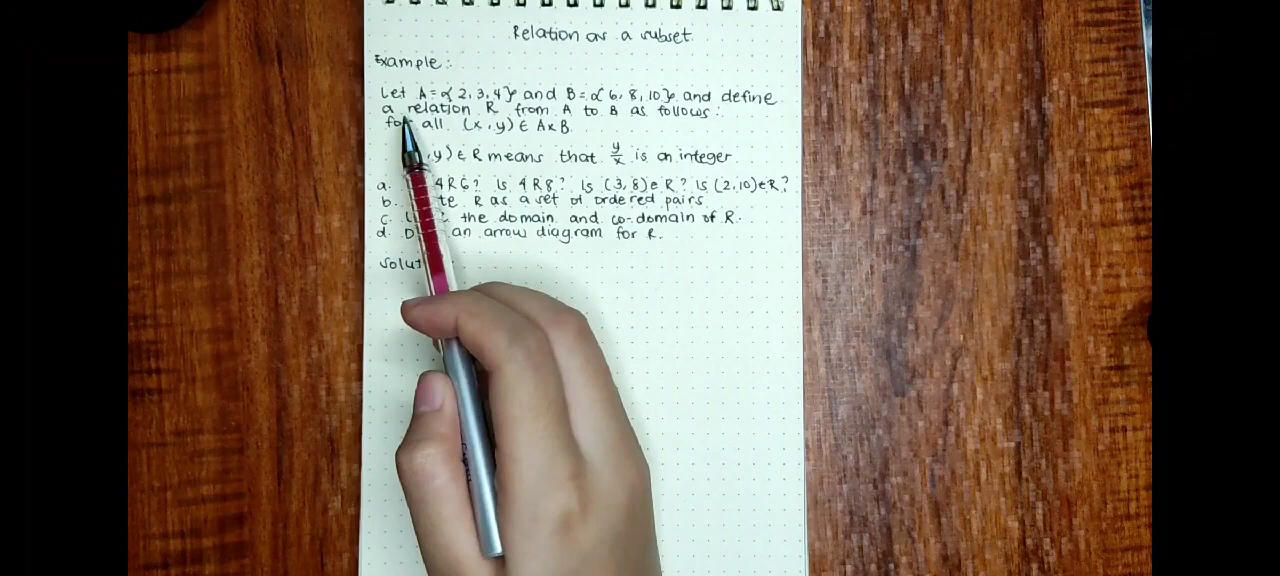 Relation as a subset
Example:
Let A = { 2, 3, 4 } and B = { 6, 8, 10 } and define
a relation R from A to B as follows:
for all (x, y) ∈ A x B.
, y) ∈ R means that y/x is an integer
a. 4 R 6? Is 4 R 8? Is (3, 8) ∈ R? Is (2, 10) ∈ R?
b. R as a set of ordered pairs
c. the domain and co-domain of R.
d. an arrow diagram for R.